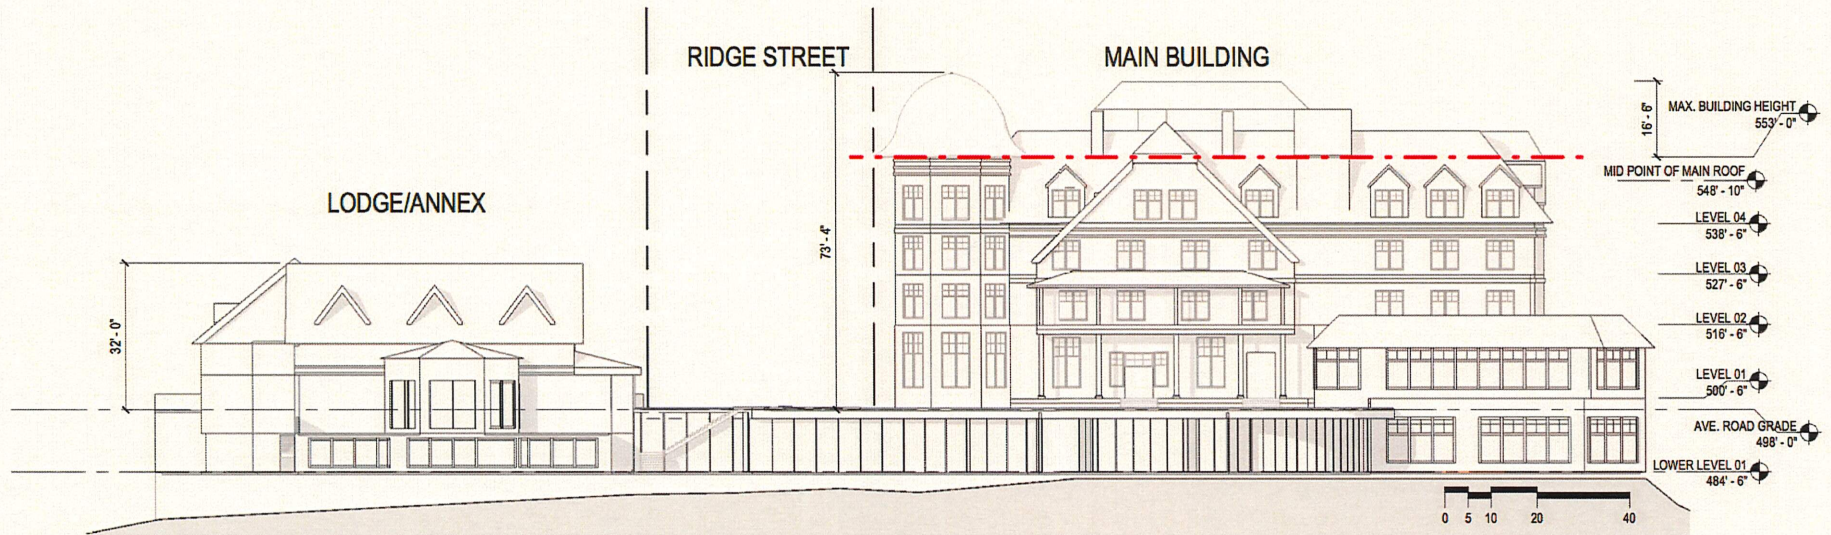 RIDGE STREET
MAIN BUILDING
LODGE/ANNEX
32' - 0"
73' - 4"
16' - 6"
MAX. BUILDING HEIGHT
553' - 0"
MID POINT OF MAIN ROOF
548' - 10"
LEVEL 04
538' - 6"
LEVEL 03
527' - 6"
LEVEL 02
516' - 6"
LEVEL 01
500' - 6"
AVE. ROAD GRADE
498' - 0"
LOWER LEVEL 01
484' - 6"
0 5 10 20 40